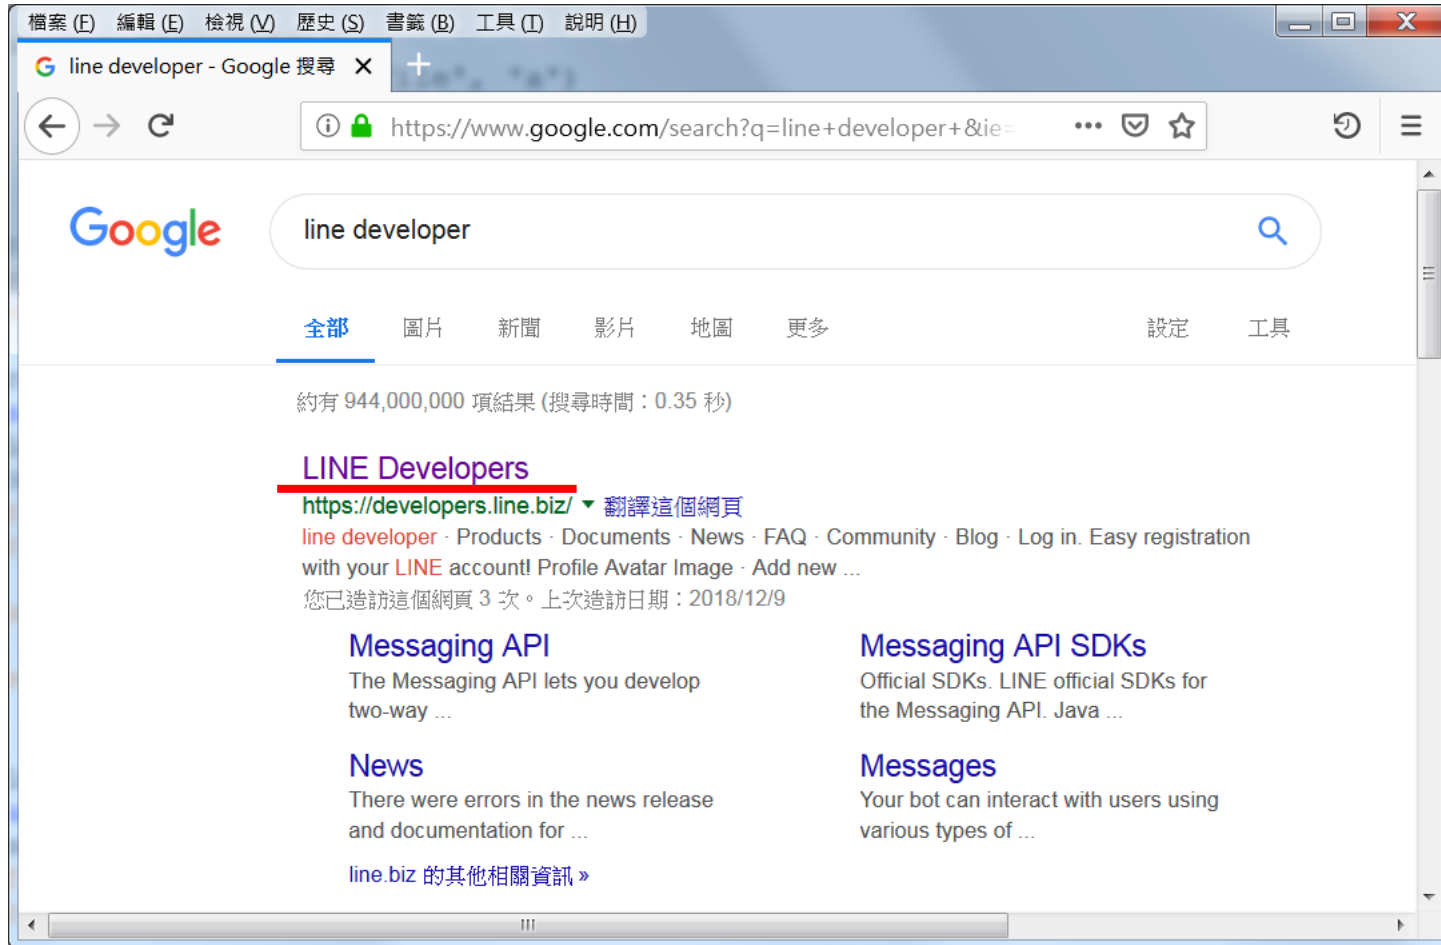 檔案 (F) 編輯 (E) 檢視 (V) 歷史 (S) 書籤 (B) 工具 (T) 說明 (H)
line developer - Google 搜尋
https://www.google.com/search?q=line+developer+&ie=
Google line developer
全部 圖片 新聞 影片 地圖 更多 設定 工具
約有 944,000,000 項結果 (搜尋時間：0.35 秒)
LINE Developers
https://developers.line.biz/ 翻譯這個網頁
line developer · Products · Documents · News · FAQ · Community · Blog · Log in. Easy registration
with your LINE account! Profile Avatar Image · Add new ...
您已造訪這個網頁 3 次。上次造訪日期：2018/12/9
Messaging API
The Messaging API lets you develop
two-way ...
Messaging API SDKs
Official SDKs. LINE official SDKs for
the Messaging API. Java ...
News
There were errors in the news release
and documentation for ...
Messages
Your bot can interact with users using
various types of ...
line.biz 的其他相關資訊 »